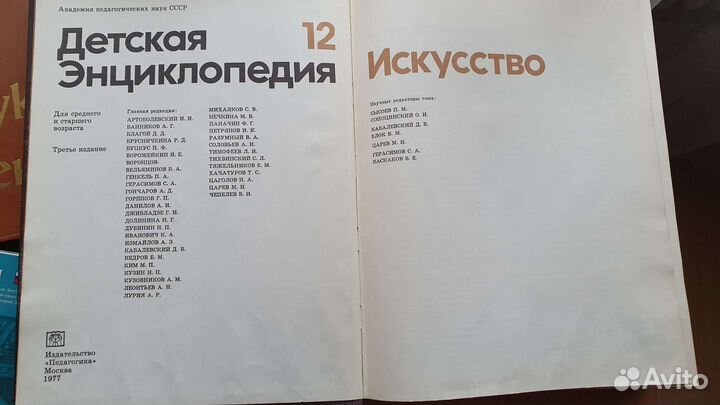 Академия педагогических наук СССР
Детская 12
Энциклопедия
Для среднего
и старшего
возраста
Третье издание
Главная редакция:
АРТОБОЛЕВСКИЙ И. И.
БАННИКОВ А. Г.
БЛАГОЙ Д. Д.
БРУСНИЧКИНА Р. Д.
БУЦКУС П. Ф.
ВОРОЖЕЙКИН И. Е.
ВОРОНЦОВ-
ВЕЛЬЯМИНОВ Б. А.
ГЕНКЕЛЬ П. А.
ГЕРАСИМОВ С. А.
ГОНЧАРОВ А. Д.
ГОРШКОВ Г. П.
ДАНИЛОВ А. И.
ДЖИБЛАДЗЕ Г. Н.
ДОЛИНИНА Н. Г.
ДУБИНИН Н. П.
ИВАНОВИЧ К. А.
ИЗМАЙЛОВ А. Э.
КАБАЛЕВСКИЙ Д. Б.
КЕДРОВ Б. М.
КИМ М. П.
КУЗИН Н. П.
КУЗОВНИКОВ А. М.
ЛЕОНТЬЕВ А. Н.
ЛУРИЯ А. Р.
МИХАЛКОВ С. В.
НЕЧКИНА М. В.
ПАНАЧИН Ф. Г.
ПЕТРЯНОВ И. И.
РАЗУМНЫЙ В. А.
СОЛОВЬЕВ А. И.
ТИМОФЕЕВ Л. И.
ТИХВИНСКИЙ С. Л.
ТЯЖЕЛЬНИКОВ Е. М.
ХАЧАТУРОВ Т. С.
ЦАГОЛОВ Н. А.
ЦАРЕВ М. И.
ЧЕПЕЛЕВ В. И.
Издательство
«Педагогика»
Москва
1977
Искусство
Научные редакторы тома:
СЫСОЕВ П. М.
СОПОЦИНСКИЙ О. И.
КАБАЛЕВСКИЙ Д. Б.
ЕЛОК В. М.
ЦАРЕВ М. И.
ГЕРАСИМОВ С. А.
БАСКАКОВ В. Е.
Avito